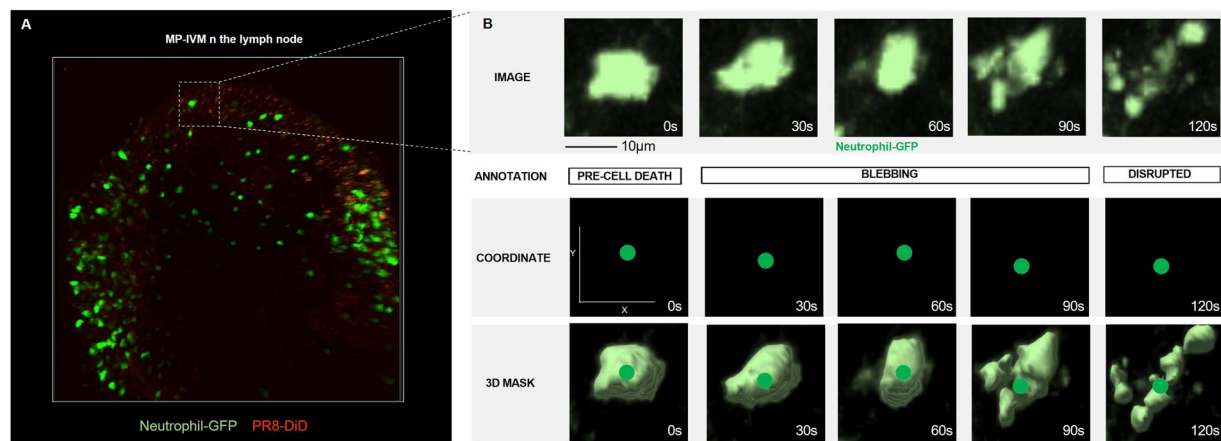 A
MP-IVM n the lymph node
Neutrophil-GFP PR8-DiD
B
IMAGE
0s 30s 60s 90s 120s
10µm
Neutrophil-GFP
ANNOTATION PRE-CELL DEATH BLEBBING DISRUPTED
COORDINATE
Y
X
0s 30s 60s 90s 120s
3D MASK
0s 30s 60s 90s 120s